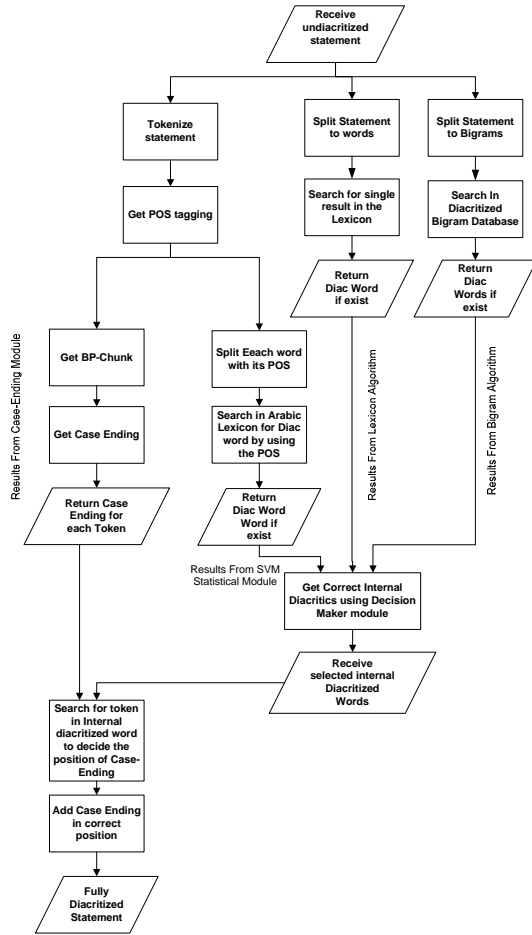 Receive
undiacritized
statement
Tokenize
statement
Split Statement
to words
Split Statement
to Bigrams
Get POS tagging
Search for single
result in the
Lexicon
Search In
Diacritized
Bigram Database
Return
Diac Word
if exist
Return
Diac
Words if
exist
Get BP-Chunk
Split Eeach word
with its POS
Get Case Ending
Search in Arabic
Lexicon for Diac
word by using
the POS
Return Case
Ending for
each Token
Return
Diac Word
Word if
exist
Results From Case-Ending Module
Results From Lexicon Algorithm
Results From Bigram Algorithm
Results From SVM
Statistical Module
Get Correct Internal
Diacritics using Decision
Maker module
Receive
selected internal
Diacritized
Words
Search for token
in Internal
diacritized word
to decide the
position of Case-
Ending
Add Case Ending
in correct
position
Fully
Diacritized
Statement